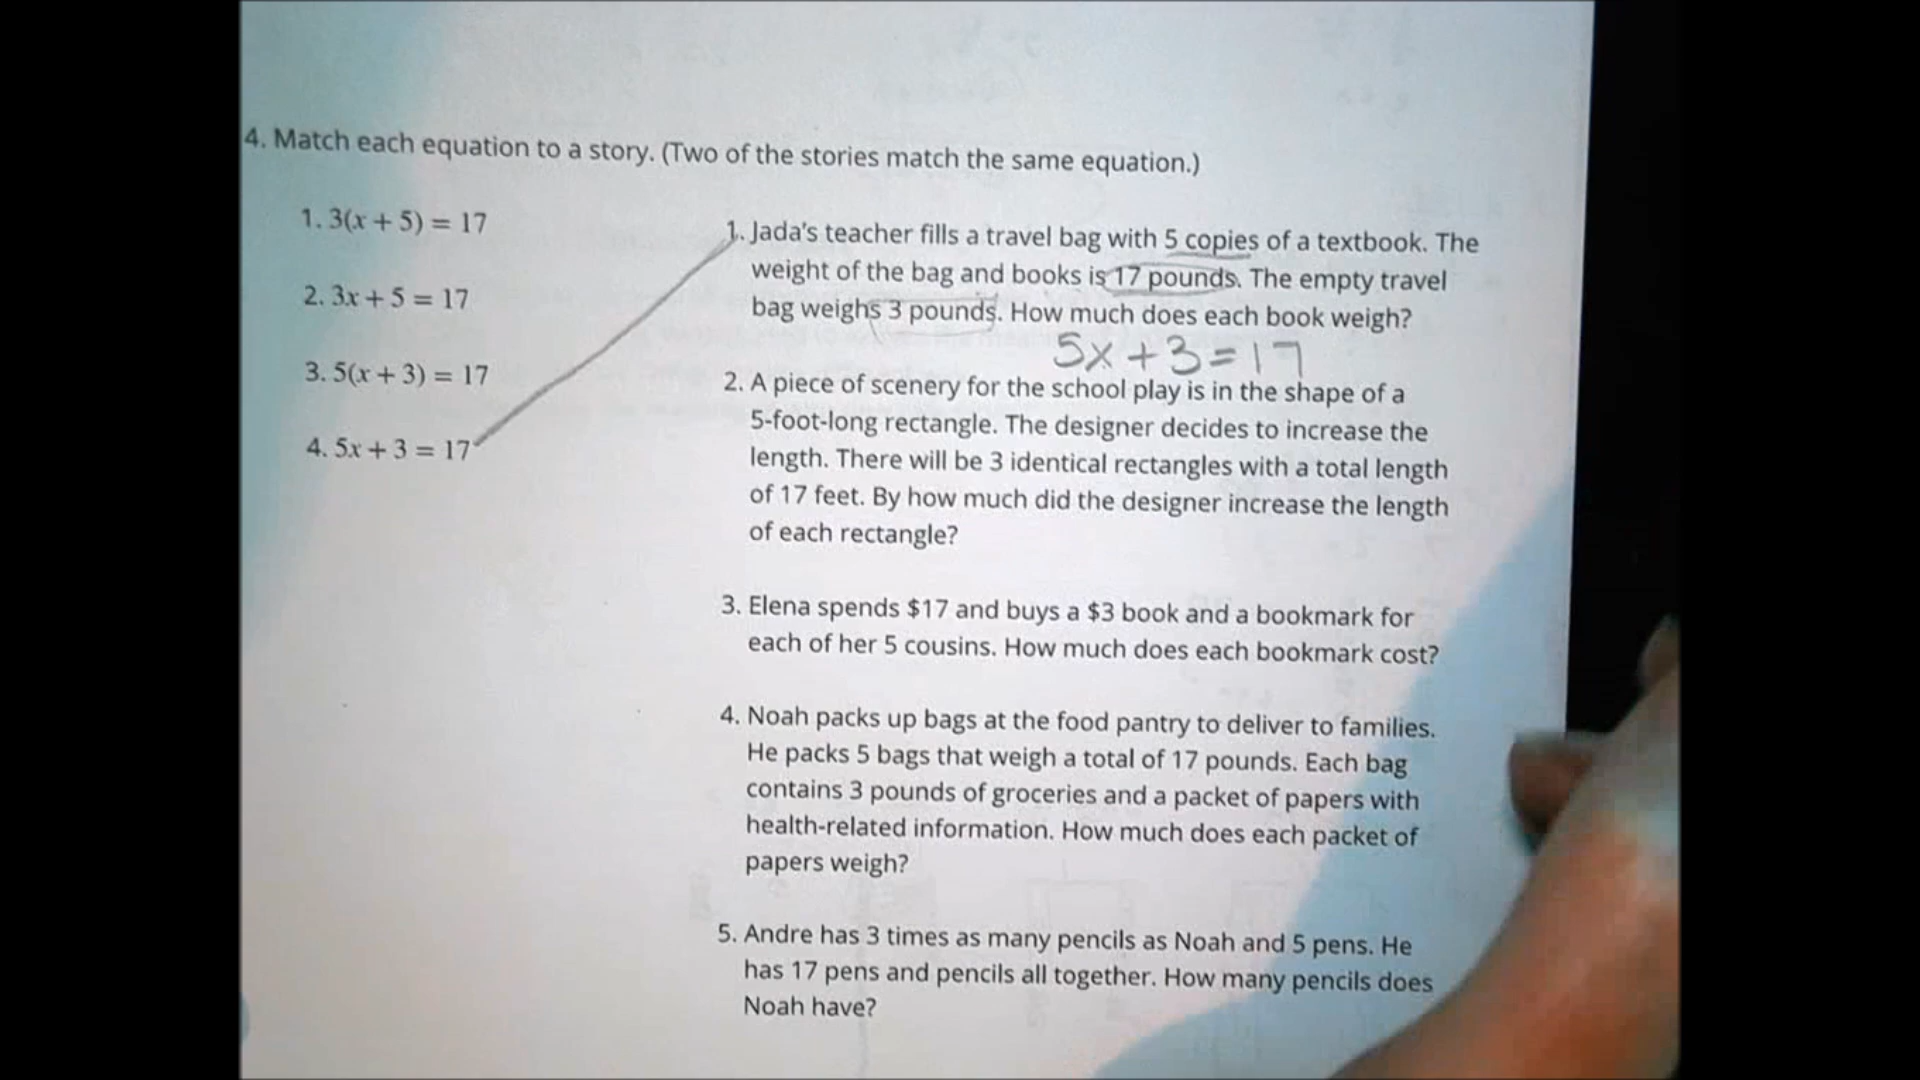 4. Match each equation to a story. (Two of the stories match the same equation.)
1. 3(x + 5) = 17
2. 3x + 5 = 17
3. 5(x + 3) = 17
4. 5x + 3 = 17
1. Jada's teacher fills a travel bag with 5 copies of a textbook. The
weight of the bag and books is 17 pounds. The empty travel
bag weighs 3 pounds. How much does each book weigh?
5x + 3 = 17
2. A piece of scenery for the school play is in the shape of a
5-foot-long rectangle. The designer decides to increase the
length. There will be 3 identical rectangles with a total length
of 17 feet. By how much did the designer increase the length
of each rectangle?
3. Elena spends $17 and buys a $3 book and a bookmark for
each of her 5 cousins. How much does each bookmark cost?
4. Noah packs up bags at the food pantry to deliver to families.
He packs 5 bags that weigh a total of 17 pounds. Each bag
contains 3 pounds of groceries and a packet of papers with
health-related information. How much does each packet of
papers weigh?
5. Andre has 3 times as many pencils as Noah and 5 pens. He
has 17 pens and pencils all together. How many pencils does
Noah have?